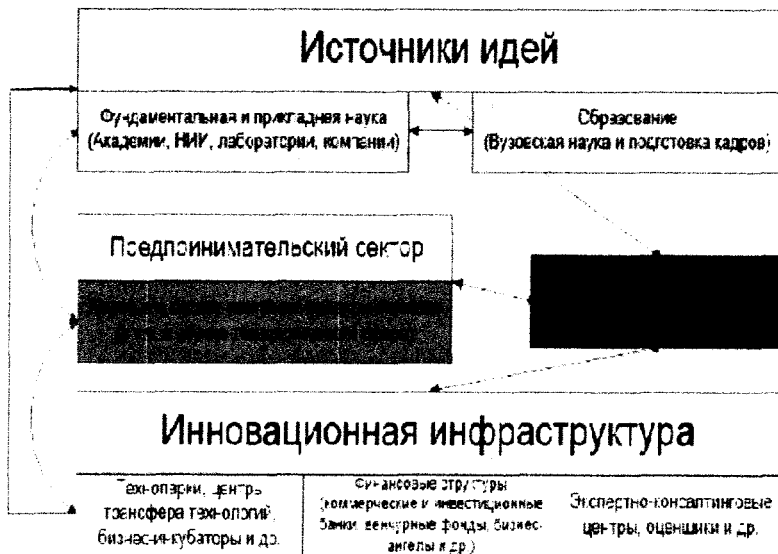 Источники идей
Фундаментальная и прикладная наука
(Академии, НИИ, лаборатории, компании)
Образование
(Вузовская наука и подготовка кадров)
Предпринимательский сектор
Инновационная инфраструктура
Технопарки, центры
трансфера технологий,
бизнес-инкубаторы и др.
Финансовые структуры
(коммерческие и инвестиционные
банки, венчурные фонды, бизнес-
ангелы и др.)
Экспертно-консалтинговые
центры, оценщики и др.